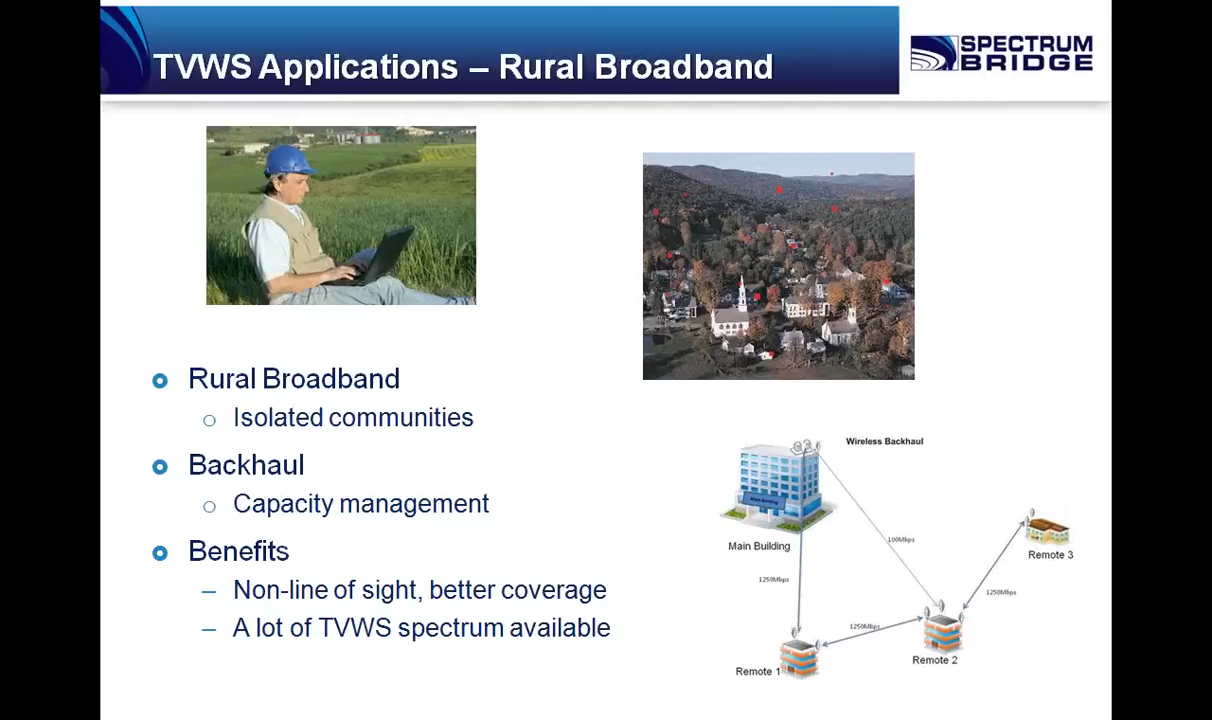 TVWS Applications – Rural Broadband
SPECTRUM
BRIDGE
Rural Broadband
Isolated communities
Backhaul
Capacity management
Benefits
– Non-line of sight, better coverage
– A lot of TVWS spectrum available
Wireless Backhaul
Main Building
Main Building
100Mbps
Remote 3
1250Mbps
1250Mbps
1250Mbps
Remote 2
Remote 1